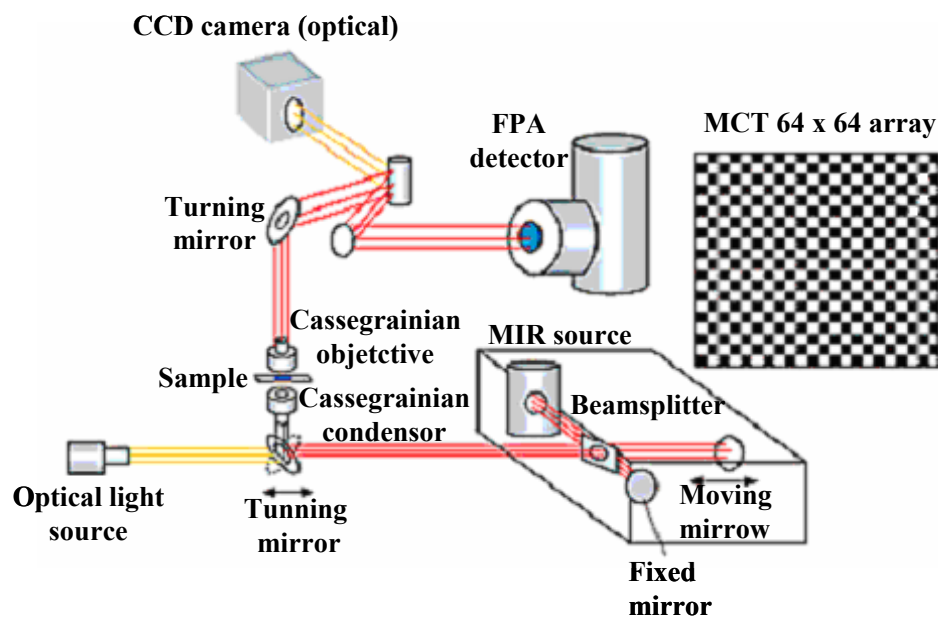 CCD camera (optical)
FPA
detector
MCT 64 x 64 array
Turning
mirror
Cassegrainian
objetctive
MIR source
Sample
Cassegrainian
condensor
Beamsplitter
Optical light
source
Tunning
mirror
Moving
mirrow
Fixed
mirror